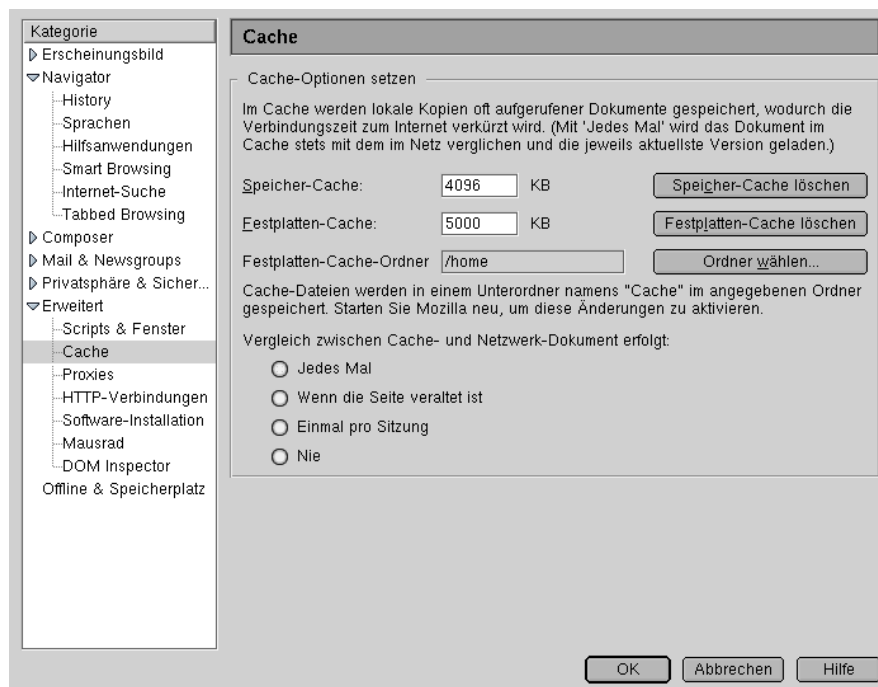 Kategorie
Erscheinungsbild
Navigator
History
Sprachen
Hilfsanwendungen
Smart Browsing
Internet-Suche
Tabbed Browsing
Composer
Mail & Newsgroups
Privatsphäre & Sicher...
Erweitert
Scripts & Fenster
Cache
Proxies
HTTP-Verbindungen
Software-Installation
Mausrad
DOM Inspector
Offline & Speicherplatz
Cache
Cache-Optionen setzen
Im Cache werden lokale Kopien oft aufgerufener Dokumente gespeichert, wodurch die
Verbindungszeit zum Internet verkürzt wird. (Mit 'Jedes Mal' wird das Dokument im
Cache stets mit dem im Netz verglichen und die jeweils aktuellste Version geladen.)
Speicher-Cache: 4096 KB Speicher-Cache löschen
Festplatten-Cache: 5000 KB Festplatten-Cache löschen
Festplatten-Cache-Ordner /home Ordner wählen...
Cache-Dateien werden in einem Unterordner namens "Cache" im angegebenen Ordner
gespeichert. Starten Sie Mozilla neu, um diese Änderungen zu aktivieren.
Vergleich zwischen Cache- und Netzwerk-Dokument erfolgt:
Jedes Mal
Wenn die Seite veraltet ist
Einmal pro Sitzung
Nie
OK Abbrechen Hilfe